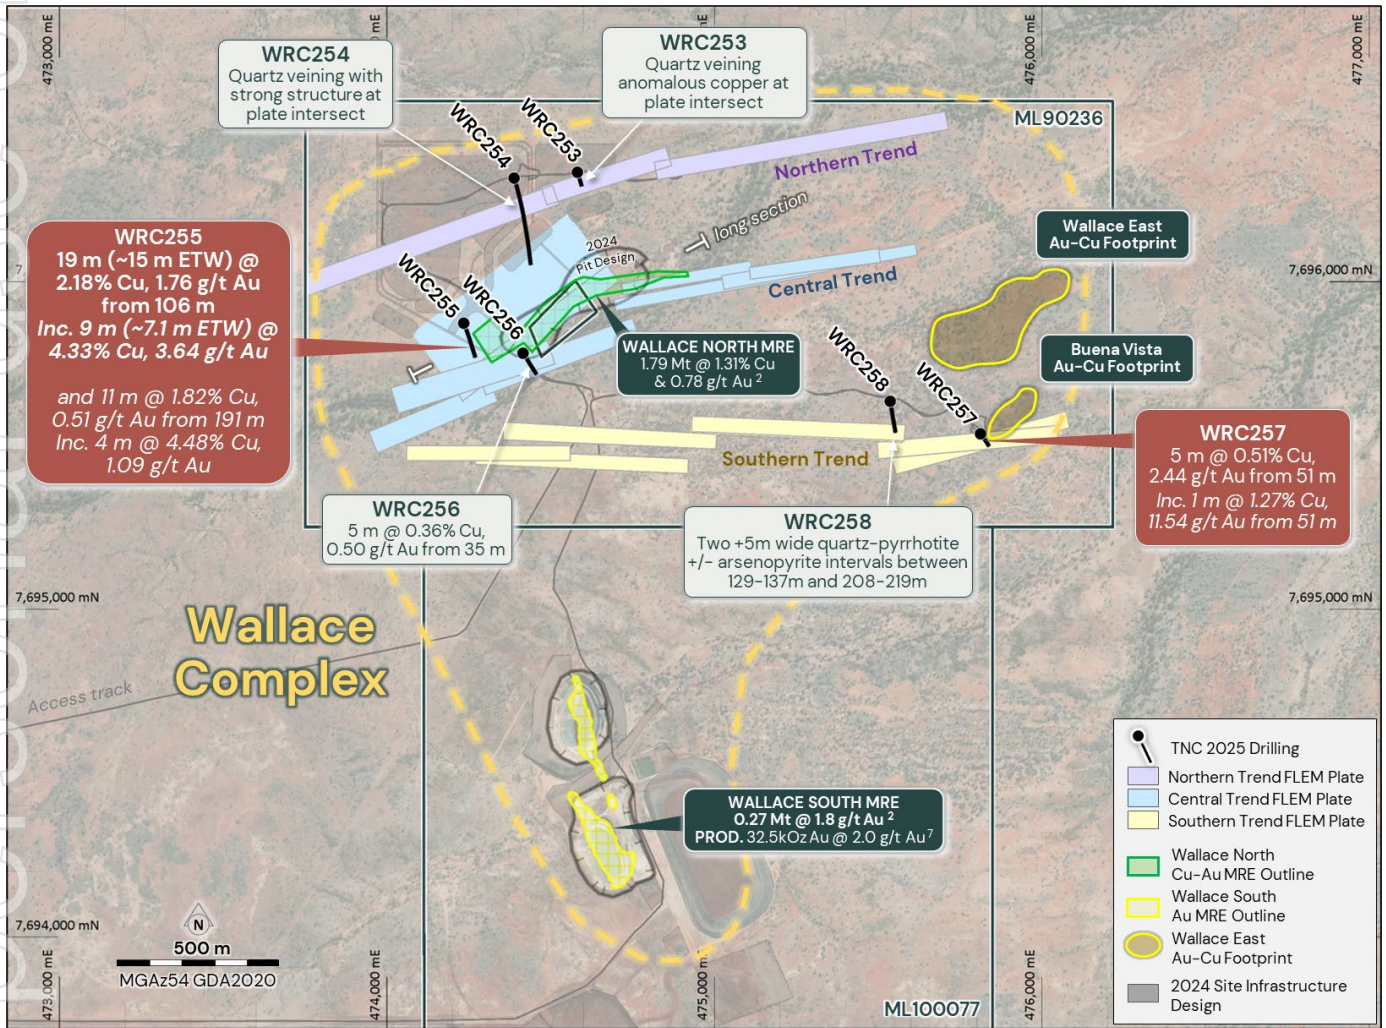 473,000 mE
476,000 mE
477,000 mE
WRC254
Quartz veining with
strong structure at
plate intersect
WRC253
Quartz veining
anomalous copper at
plate intersect
ML90236
WRC254
WRC253
Northern Trend
long section
2024
Pit Design
Central Trend
Wallace East
Au-Cu Footprint
7,696,000 mN
WRC255
19 m (~15 m ETW) @
2.18% Cu, 1.76 g/t Au
from 106 m
Inc. 9 m (~7.1 m ETW) @
4.33% Cu, 3.64 g/t Au
and 11 m @ 1.82% Cu,
0.51 g/t Au from 191 m
Inc. 4 m @ 4.48% Cu,
1.09 g/t Au
WRC255
WRC256
WALLACE NORTH MRE
1.79 Mt @ 1.31% Cu
& 0.78 g/t Au 2
Buena Vista
Au-Cu Footprint
WRC258
WRC257
Southern Trend
WRC257
5 m @ 0.51% Cu,
2.44 g/t Au from 51 m
Inc. 1 m @ 1.27% Cu,
11.54 g/t Au from 51 m
WRC256
5 m @ 0.36% Cu,
0.50 g/t Au from 35 m
WRC258
Two +5m wide quartz-pyrrhotite
+/- arsenopyrite intervals between
129-137m and 208-219m
7,695,000 mN
7,695,000 mN
Wallace
Complex
Access track
WALLACE SOUTH MRE
0.27 Mt @ 1.8 g/t Au 2
PROD. 32.5kOz Au @ 2.0 g/t Au7
7,694,000 mN
N
500 m
MGAz54 GDA2020
473,000 mE
474,000 mE
475,000 mE
476,000 mE
ML100077
TNC 2025 Drilling
Northern Trend FLEM Plate
Central Trend FLEM Plate
Southern Trend FLEM Plate
Wallace North
Cu-Au MRE Outline
Wallace South
Au MRE Outline
Wallace East
Au-Cu Footprint
2024 Site Infrastructure
Design